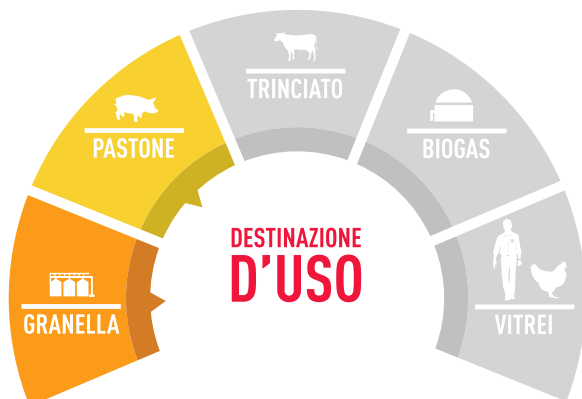 TRINCIATO
PASTONE
BIOGAS
DESTINAZIONE
D'USO
GRANELLA
VITREI